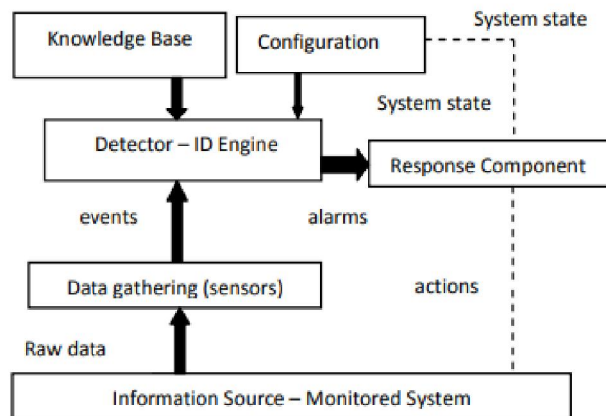 System state
Knowledge Base
Configuration
System state
Detector – ID Engine
Response Component
events
alarms
Data gathering (sensors)
actions
Raw data
Information Source – Monitored System